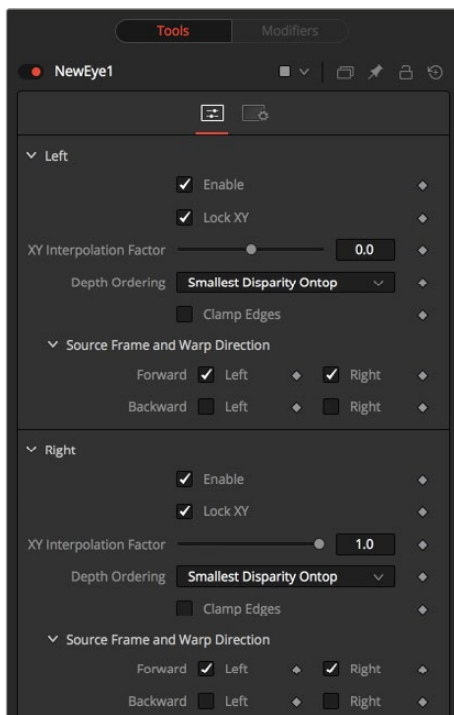 Tools Modifiers
NewEye1
Left
Enable
Lock XY
XY Interpolation Factor 0.0
Depth Ordering Smallest Disparity Ontop
Clamp Edges
Source Frame and Warp Direction
Forward Left Right
Backward Left Right
Right
Enable
Lock XY
XY Interpolation Factor 1.0
Depth Ordering Smallest Disparity Ontop
Clamp Edges
Source Frame and Warp Direction
Forward Left Right
Backward Left Right